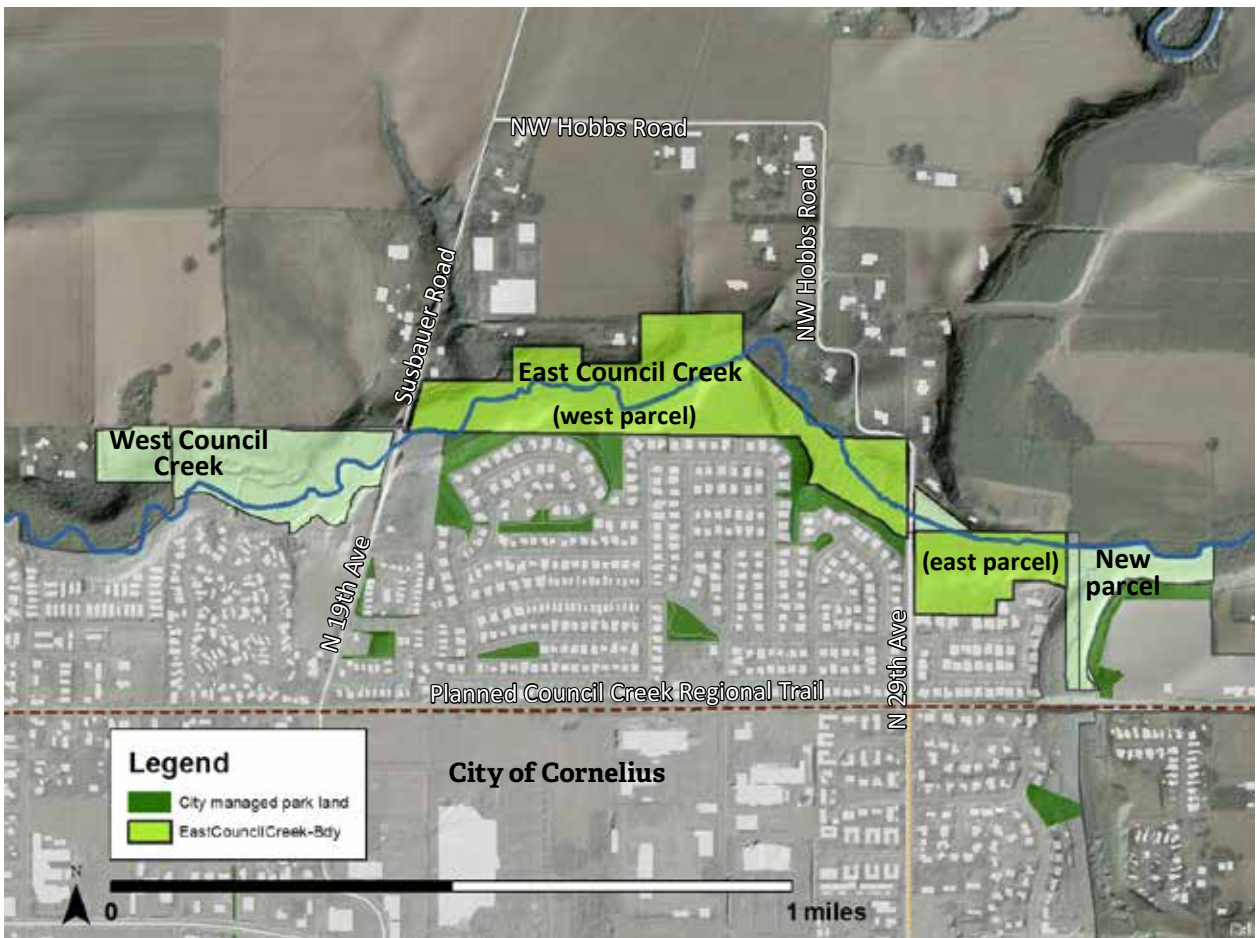 NW Hobbs Road
NW Hobbs Road
Susbauer Road
East Council Creek
(west parcel)
West Council
Creek
(east parcel)
New
parcel
N 19th Ave
N 29th Ave
Planned Council Creek Regional Trail
City of Cornelius
Legend
City managed park land
EastCouncilCreek-Bdy
N
0
1 miles